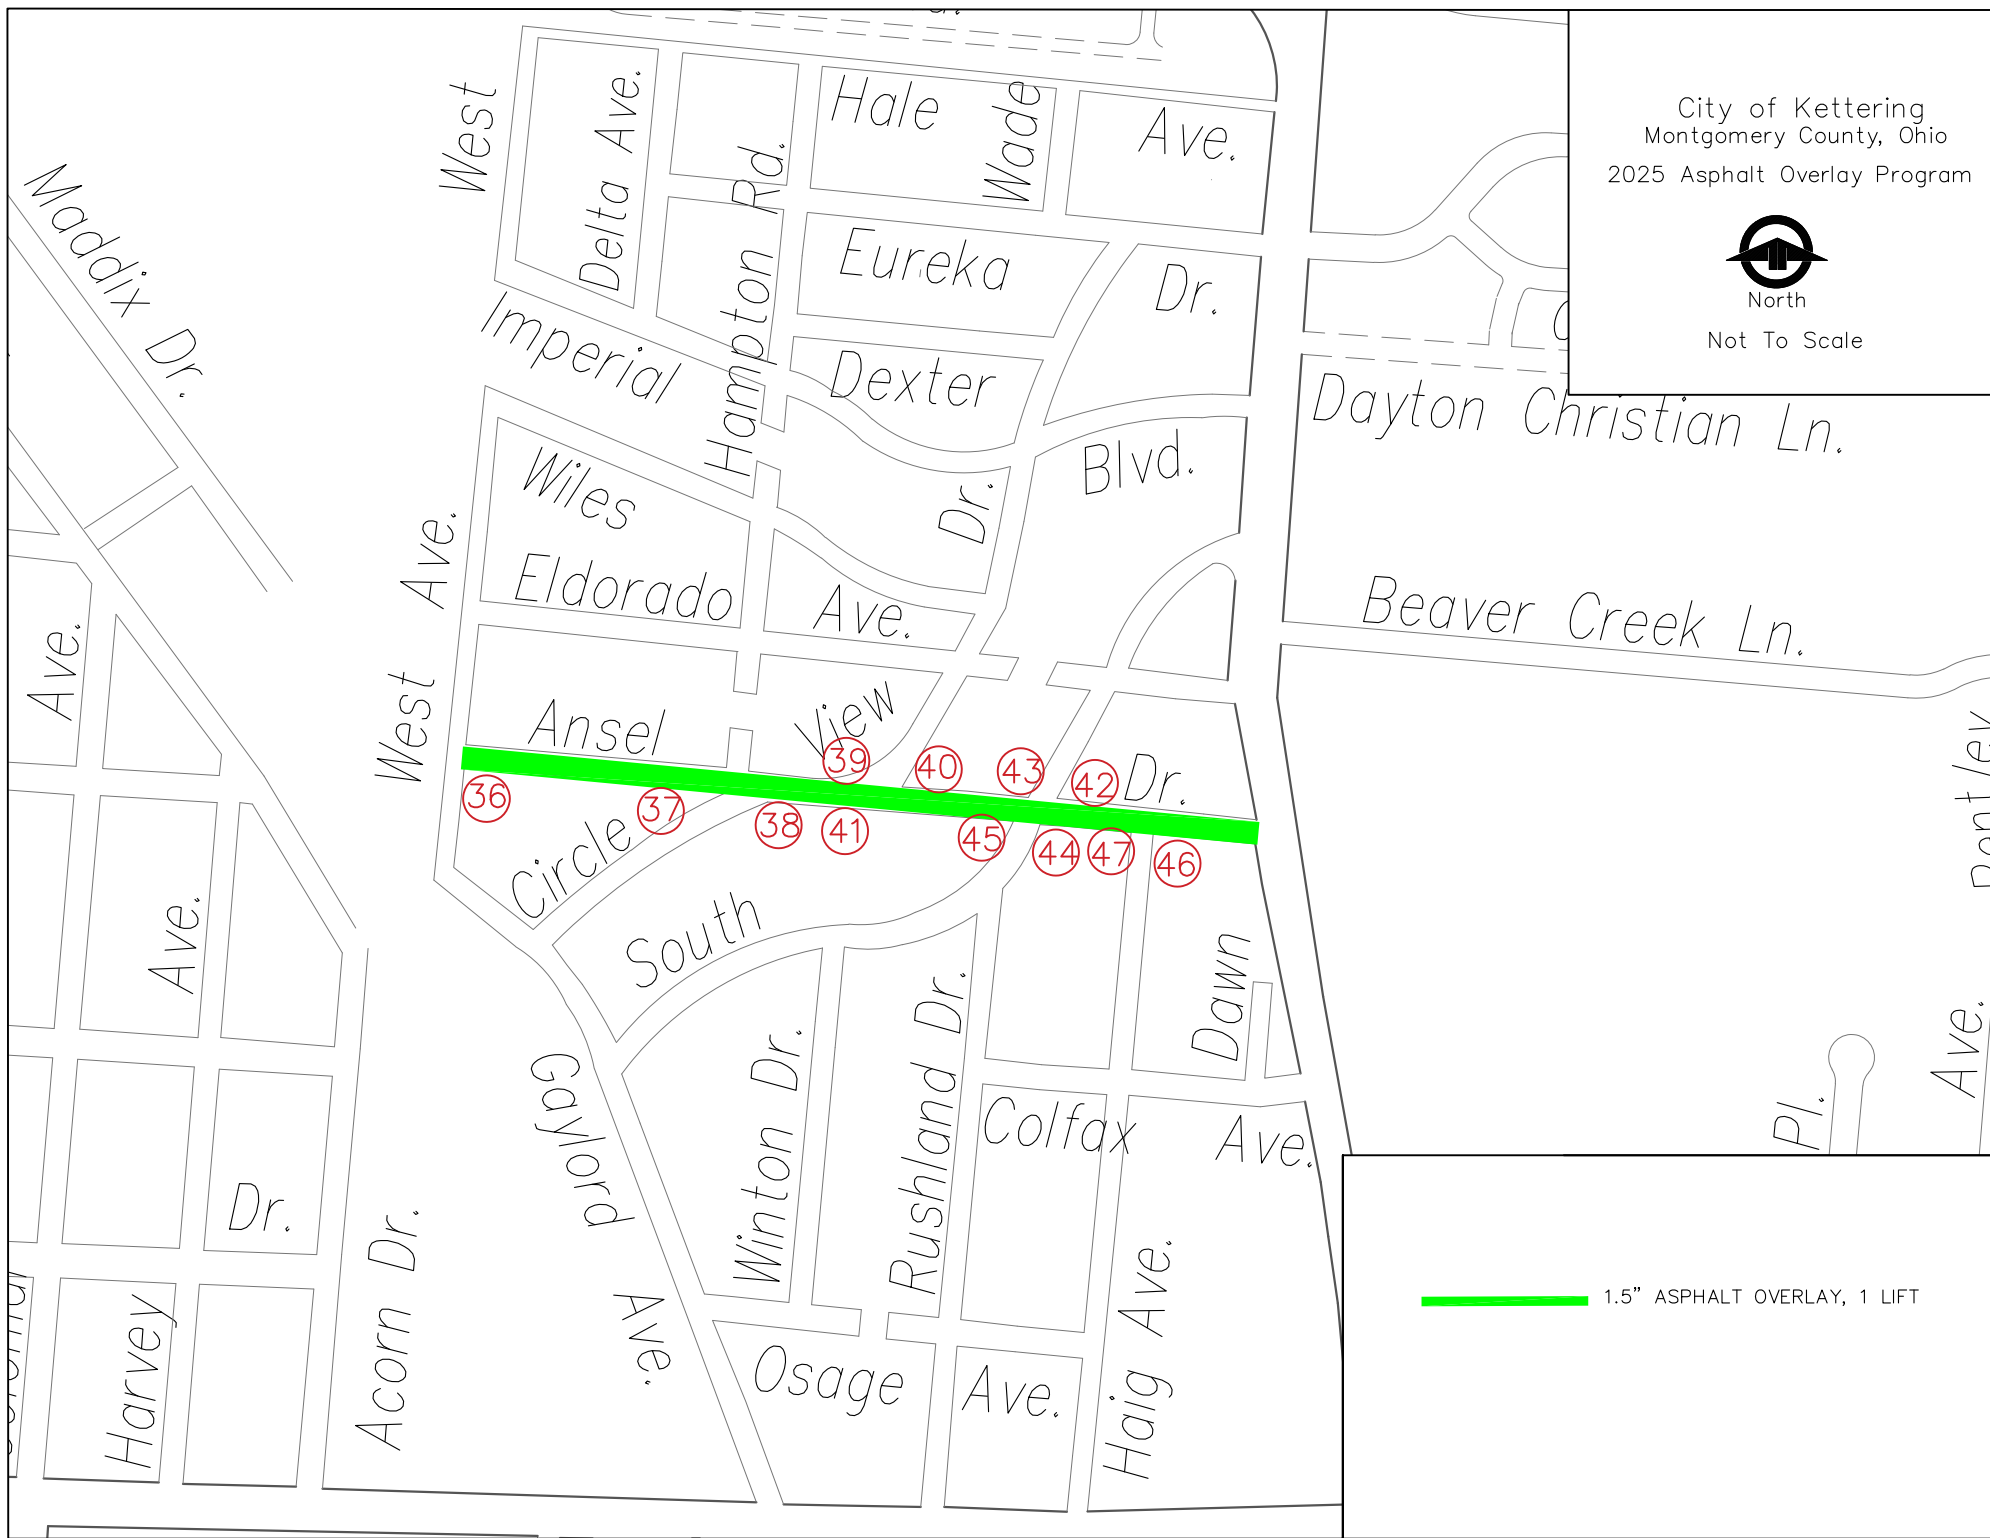 City of Kettering
Montgomery County, Ohio
2025 Asphalt Overlay Program
North
Not To Scale
West
Delta Ave.
Hale
Wade
Ave.
Maddix Dr.
Hampton Rd.
Eureka
Dr.
Imperial
Dexter
Dayton Christian Ln.
Blvd.
Wiles
Dr.
Ave.
Eldorado
Ave.
Beaver Creek Ln.
Ave.
West
Ansel
View
Dr.
39
40
43
42
36
37
38
41
45
44
47
46
Circle
South
Ave.
Dawn
Rushland Dr.
Winton Dr.
Gaylord
Ave.
Colfax
Ave.
Pl.
Ave.
Dr.
Acorn Dr.
Harvey
Haig Ave.
Osage
Ave.
1.5” ASPHALT OVERLAY, 1 LIFT